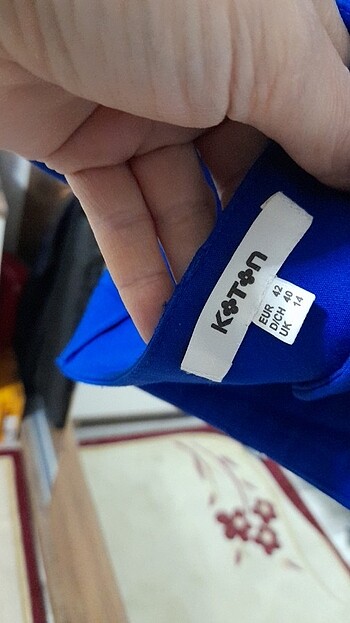 KOTON
EUR 42
D/CH 40
UK 14